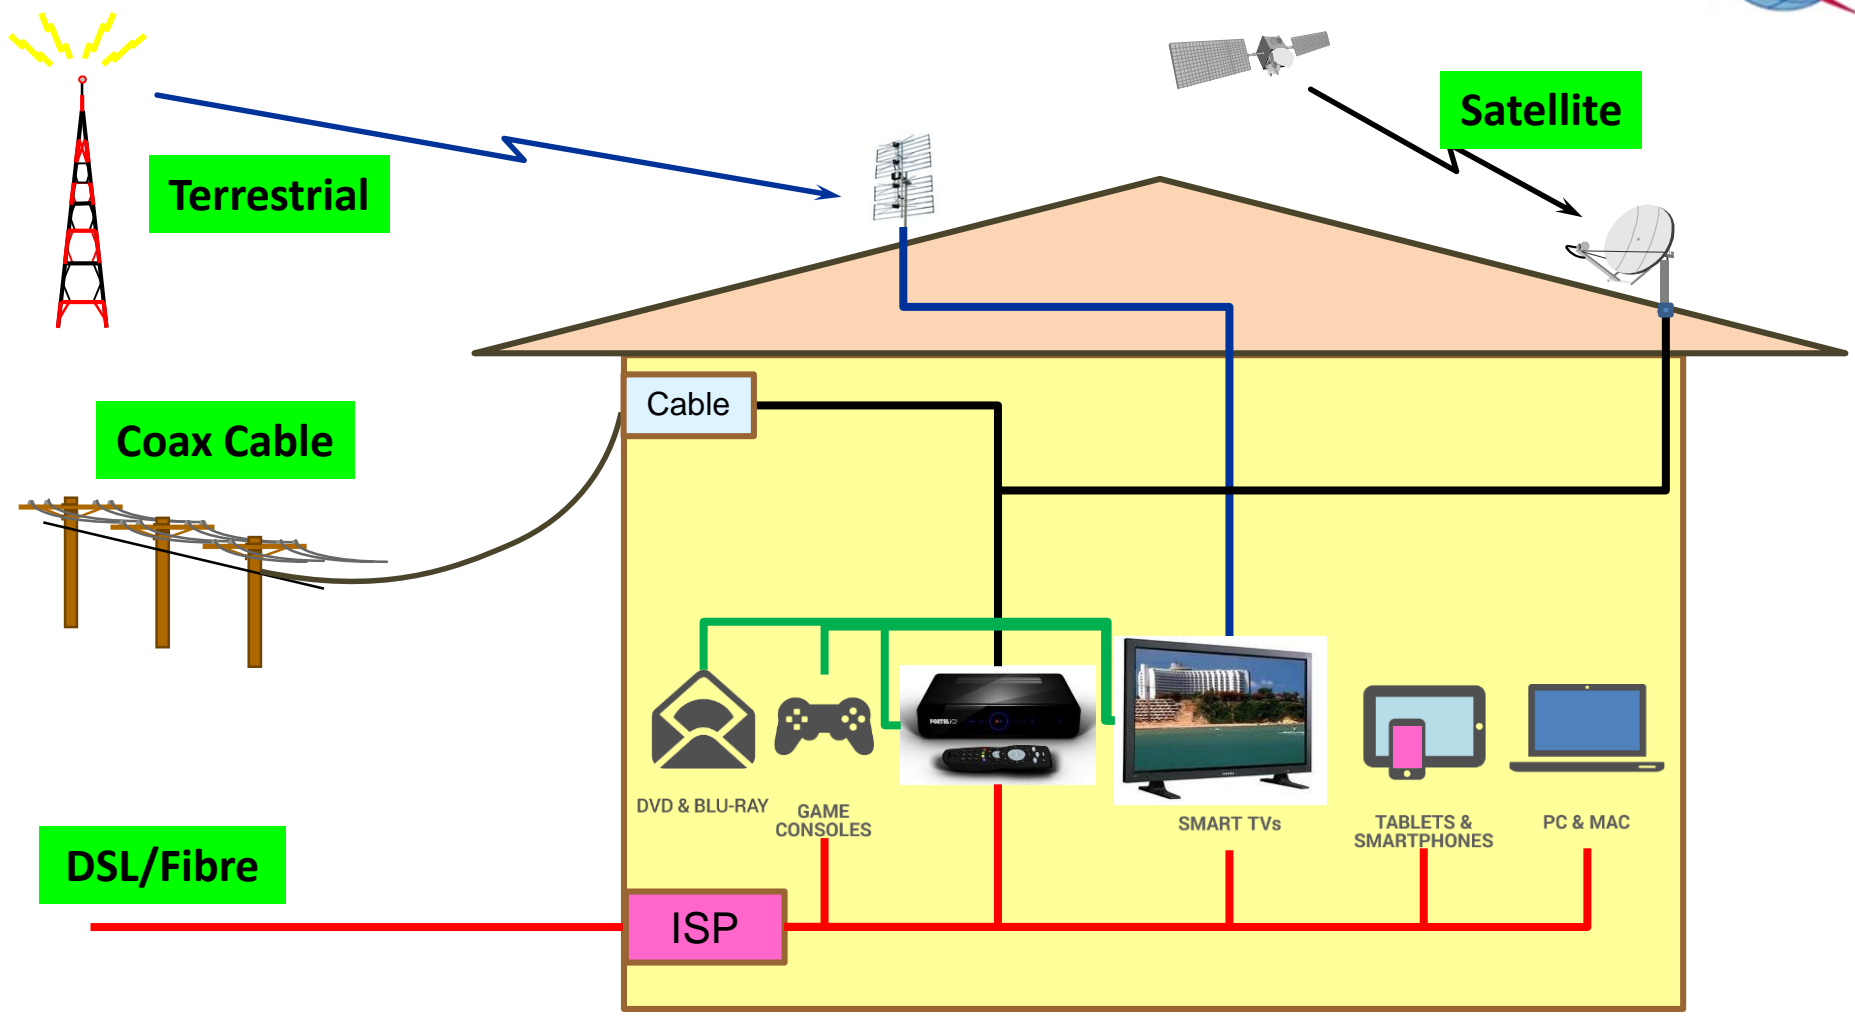 Terrestrial
Satellite
Coax Cable
Cable
DVD & BLU-RAY
GAME
CONSOLES
SMART TVs
TABLETS &
SMARTPHONES
PC & MAC
DSL/Fibre
ISP